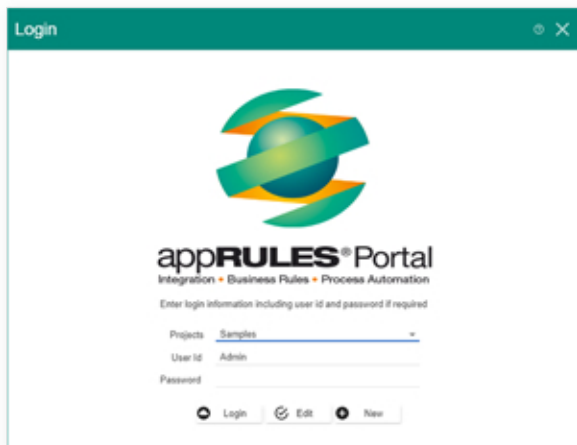 Login
appRULES® Portal
Integration • Business Rules • Process Automation
Enter login information including user id and password if required
Projects Samples
User Id Admin
Password
Login Edit New